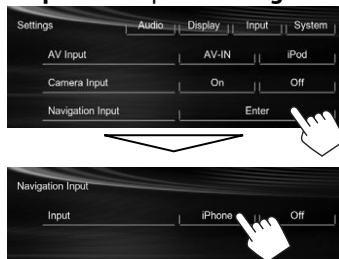 Settings Audio Display Input System
AV Input AV-IN iPod
Camera Input On Off
Navigation Input Enter
Navigation Input
Input iPhone Off